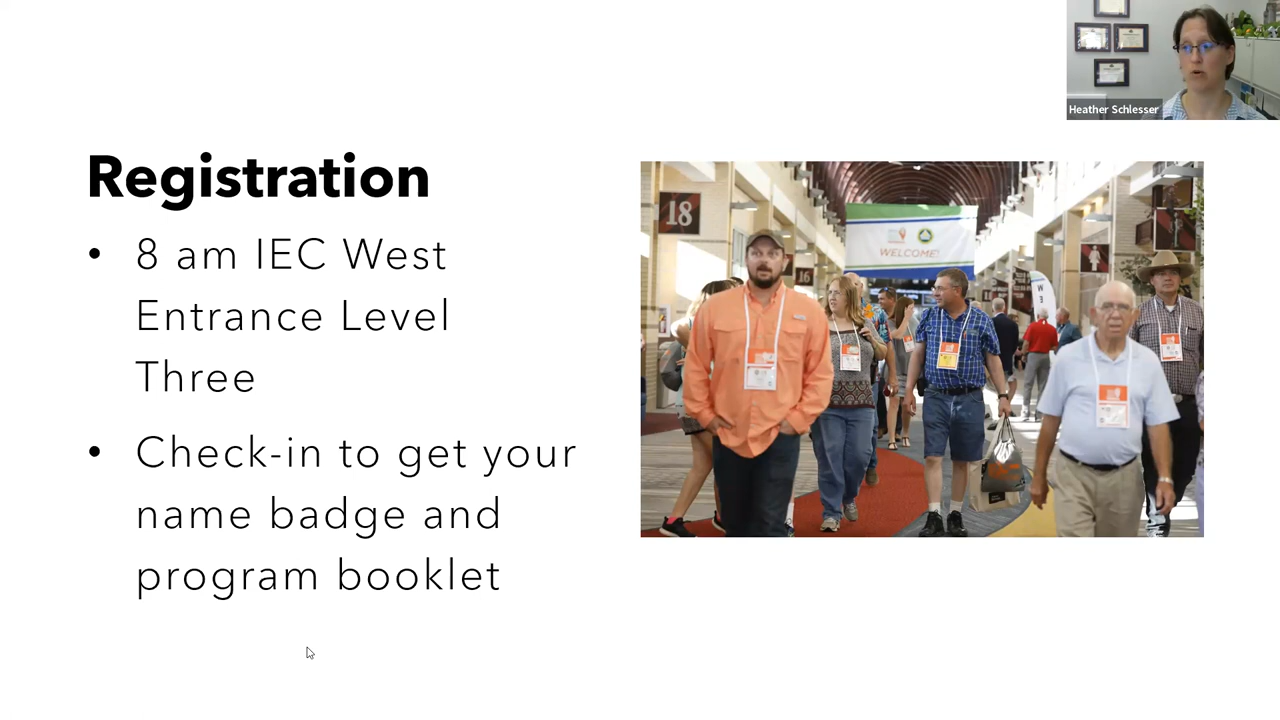 Heather Schlesser
Registration
• 8 am IEC West
Entrance Level
Three
• Check-in to get your
name badge and
program booklet
18
16
WELCOME!